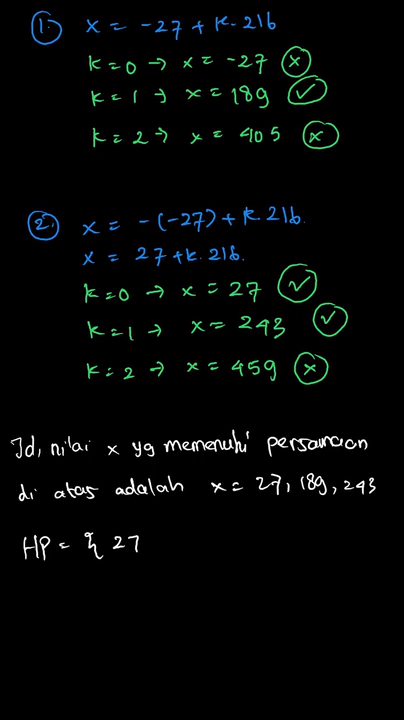 1. x = -27 + k.216
k=0 → x = -27 x
k=1 → x = 189 ✓
k=2 → x = 405 x
2. x = -(-27) + k.216.
x = 27 + k.216.
k=0 → x = 27 ✓
k=1 → x = 243 ✓
k=2 → x = 459 x
Jd, nilai x yg memenuhi persamaan
di atas adalah x = 27, 189, 243
HP = { 27